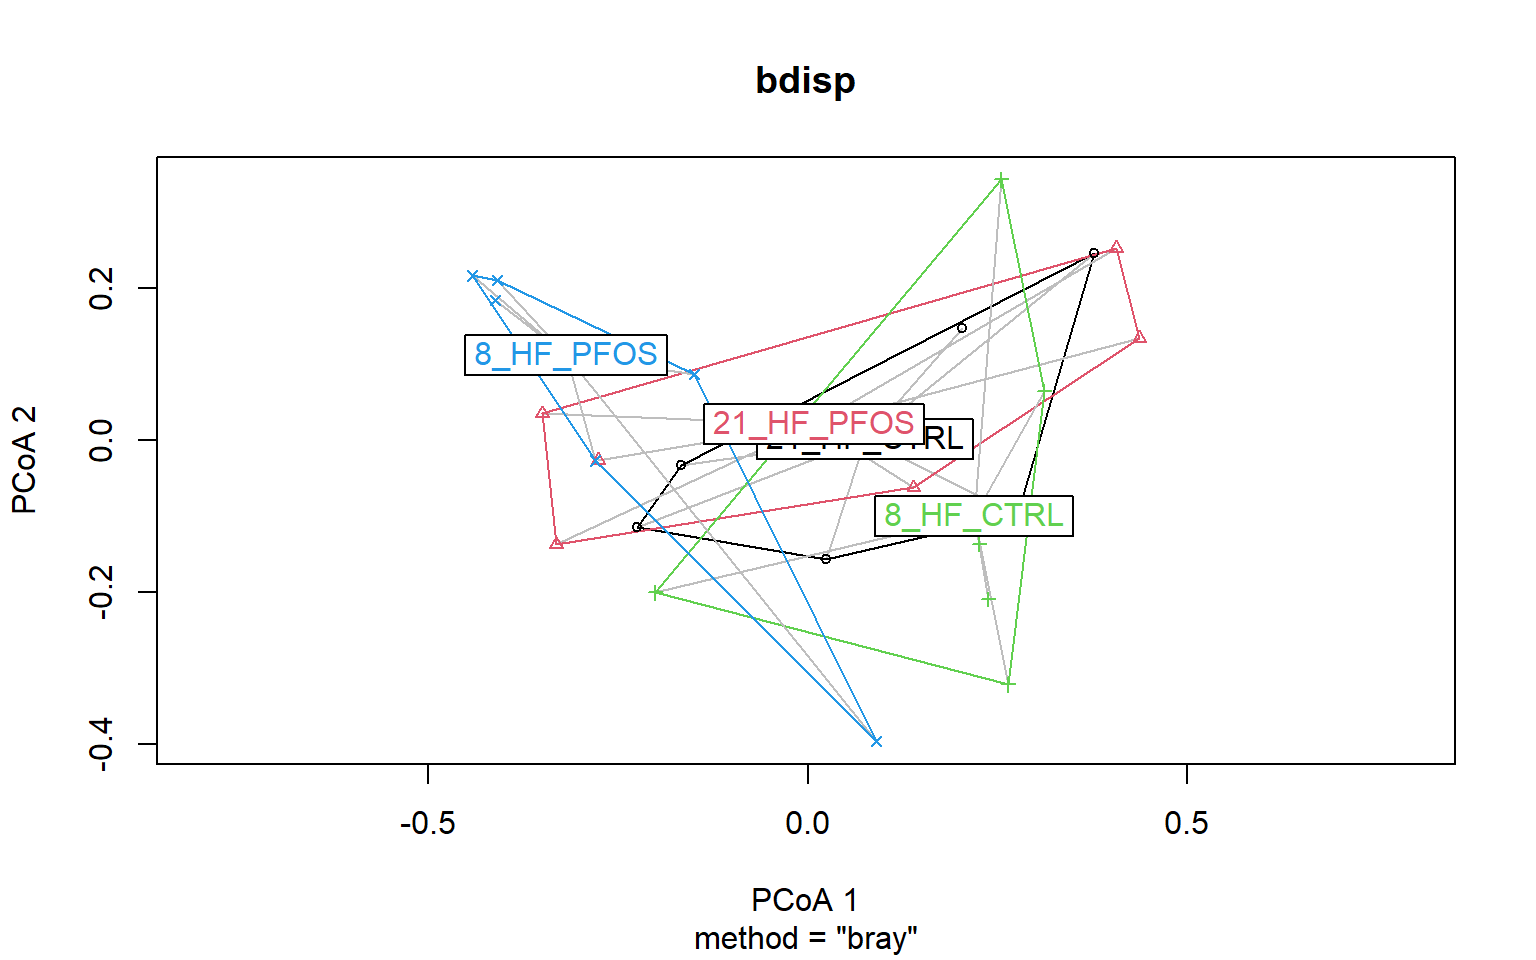 bdisp
PCoA 2
0.2
0.0
-0.2
-0.4
8_HF_PFOS
21_HF_PFOS
RL
8_HF_CTRL
-0.5
0.0
0.5
PCoA 1
method = "bray"